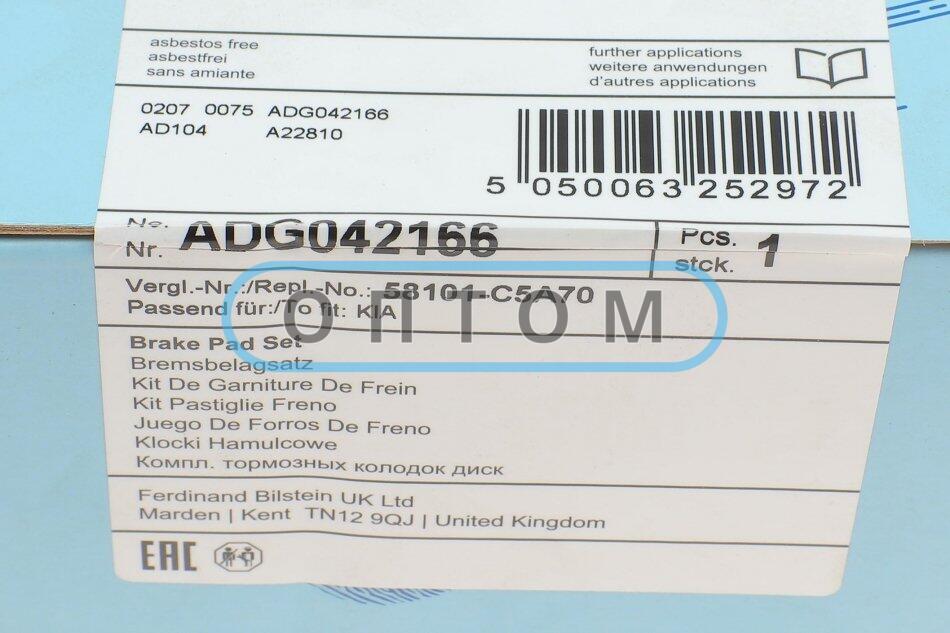 asbestos free
asbestfrei
sans amiante
further applications
weitere anwendungen
d'autres applications
0207 0075 ADG042166
AD104 A22810
5 050063 252972
No.
Nr. ADG042166
Pcs.
stck. 1
Vergl.-Nr.:/Repl.-No.: 58101-C5A70
Passend für:/To fit: KIA
ОПТОМ
Brake Pad Set
Bremsbelagsatz
Kit De Garniture De Frein
Kit Pastiglie Freno
Juego De Forros De Freno
Klocki Hamulcowe
Компл. тормозных колодок диск
Ferdinand Bilstein UK Ltd
Marden | Kent TN12 9QJ | United Kingdom
EAC